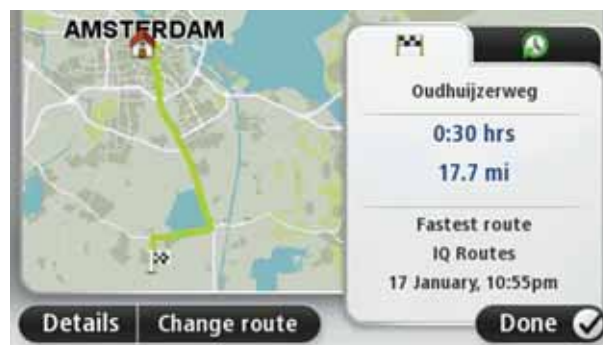 AMSTERDAM
Oudhuijzerweg
0:30 hrs
17.7 mi
Fastest route
IQ Routes
17 January, 10:55pm
Details
Change route
Done